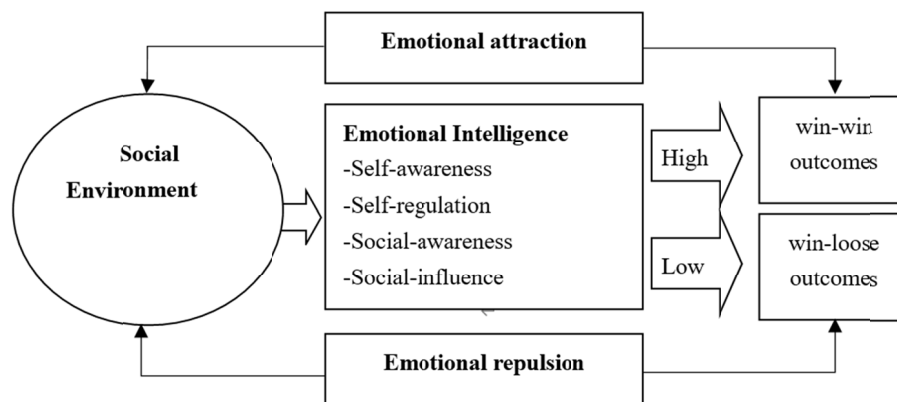 Emotional attraction
Social
Environment
Emotional Intelligence
-Self-awareness
-Self-regulation
-Social-awareness
-Social-influence
High
Low
win-win
outcomes
win-loose
outcomes
Emotional repulsion